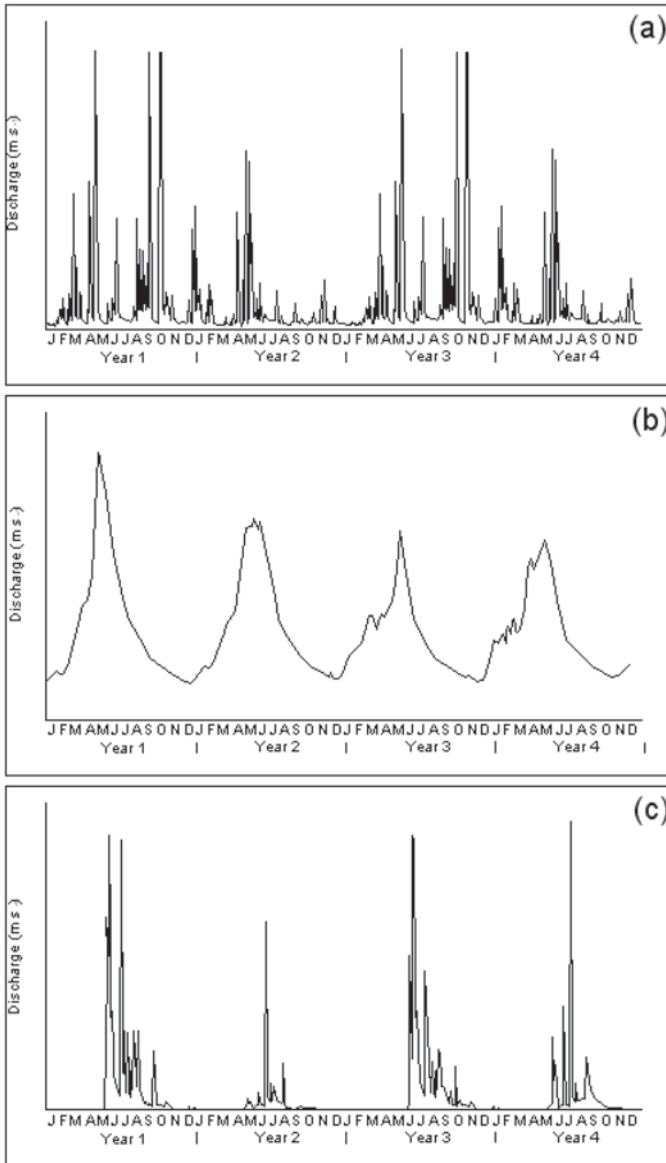 (a)
Discharge (m s-)
J F M A M J J A S O N D J F M A M J J A S O N D J F M A M J J A S O N D J F M A M J J A S O N D
Year 1 | Year 2 | Year 3 | Year 4
(b)
Discharge (m s-)
J F M A M J J A S O N D J F M A M J J A S O N D J F M A M J J A S O N D J F M A M J J A S O N D
Year 1 | Year 2 | Year 3 | Year 4 |
(c)
Discharge (m s-)
J F M A M J J A S O N D J F M A M J J A S O N D J F M A M J J A S O N D J F M A M J J A S O N D
Year 1 | Year 2 | Year 3 | Year 4